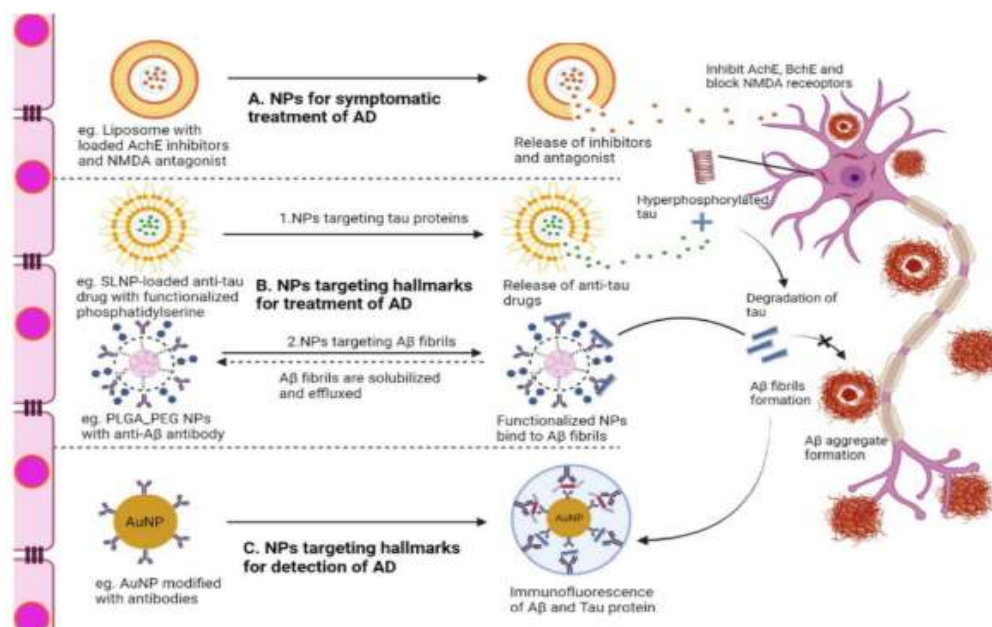 eg. Liposome with
loaded AchE inhibitors
and NMDA antagonist
A. NPs for symptomatic
treatment of AD
Release of inhibitors
and antagonist
Inhibit AchE, BchE and
block NMDA receoptors
Hyperphosphorylated
tau
eg. SLNP-loaded anti-tau
drug with functionalized
phosphatidylserine
1.NPs targeting tau proteins
B. NPs targeting hallmarks
for treatment of AD
Release of anti-tau
drugs
Degradation of
tau
2.NPs targeting Aβ fibrils
Aβ fibrils are solubilized
and effluxed
eg. PLGA_PEG NPs
with anti-Aβ antibody
Functionalized NPs
bind to Aβ fibrils
Aβ fibrils
formation
Aβ aggregate
formation
AuNP
eg. AuNP modified
with antibodies
C. NPs targeting hallmarks
for detection of AD
AuNP
Immunofluorescence
of Aβ and Tau protein